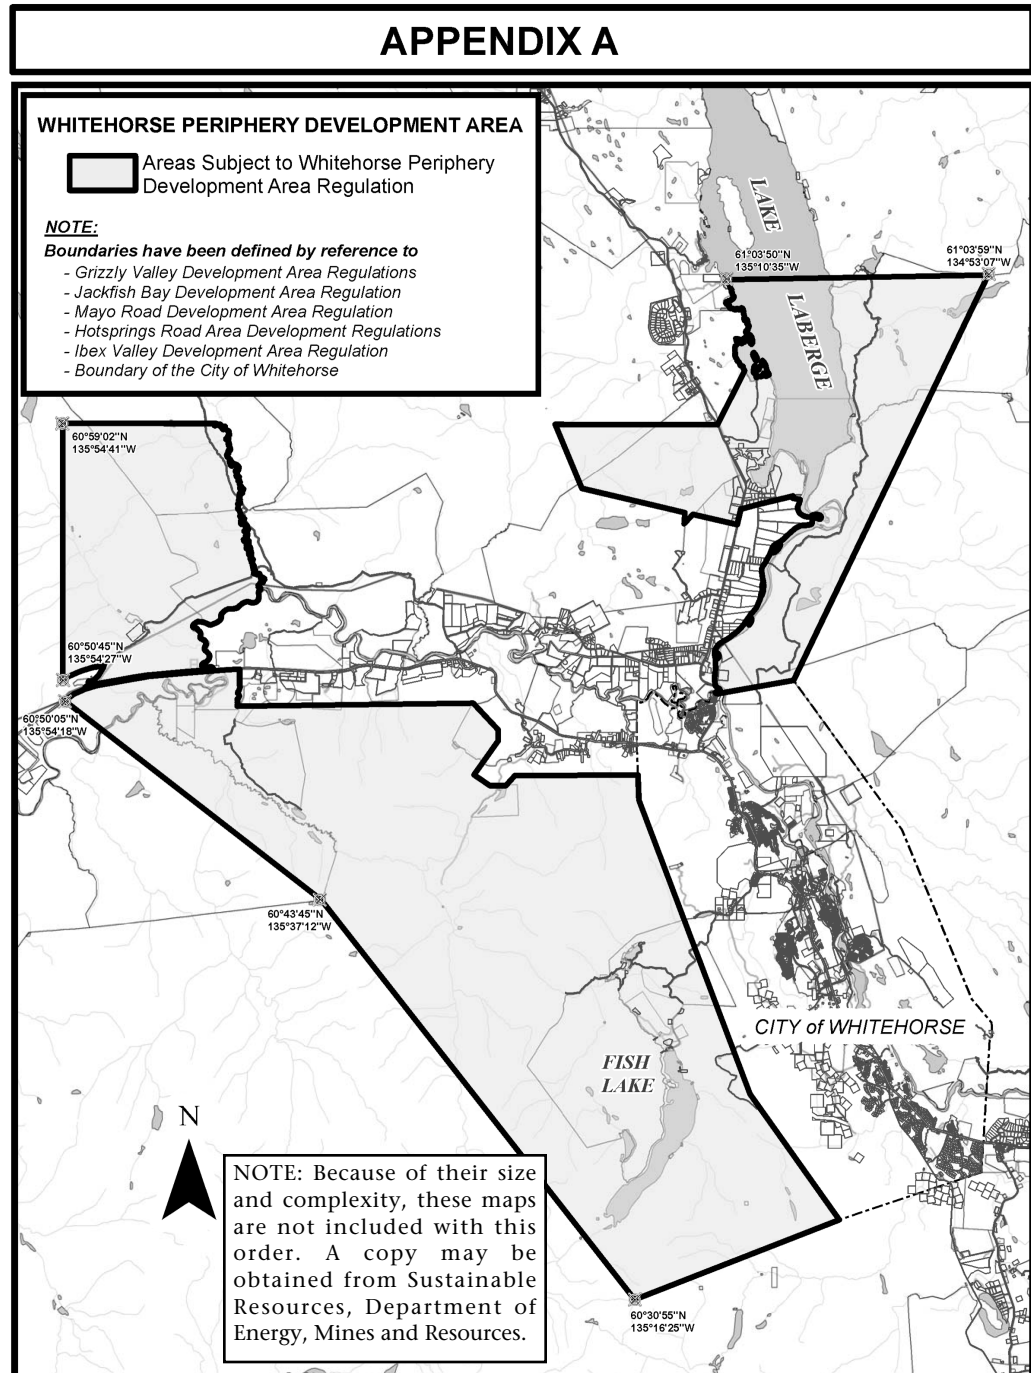 APPENDIX A
WHITEHORSE PERIPHERY DEVELOPMENT AREA
Areas Subject to Whitehorse Periphery
Development Area Regulation
NOTE:
Boundaries have been defined by reference to
- Grizzly Valley Development Area Regulations
- Jackfish Bay Development Area Regulation
- Mayo Road Development Area Regulation
- Hotsprings Road Area Development Regulations
- Ibex Valley Development Area Regulation
- Boundary of the City of Whitehorse
LAKE
LABERGE
61°03'50"N
135°10'35"W
61°03'59"N
134°53'07"W
60°59'02"N
135°54'41"W
60°50'45"N
135°54'27"W
60°50'05"N
135°54'18"W
60°43'45"N
135°37'12"W
CITY of WHITEHORSE
FISH
LAKE
N
NOTE: Because of their size
and complexity, these maps
are not included with this
order. A copy may be
obtained from Sustainable
Resources, Department of
Energy, Mines and Resources.
60°30'55"N
135°16'25"W